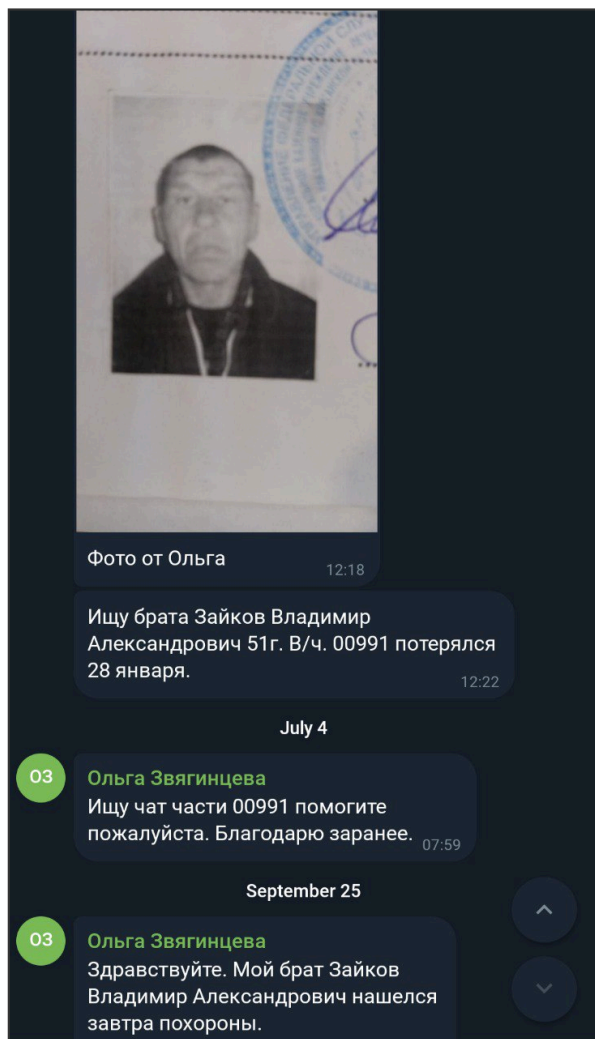 Фото от Ольга
12:18
Ищу брата Зайков Владимир
Александрович 51г. В/ч. 00991 потерялся
28 января.
12:22
July 4
ОЗ
Ольга Звягинцева
Ищу чат части 00991 помогите
пожалуйста. Благодарю заранее.
07:59
September 25
ОЗ
Ольга Звягинцева
Здравствуйте. Мой брат Зайков
Владимир Александрович нашелся
завтра похороны.